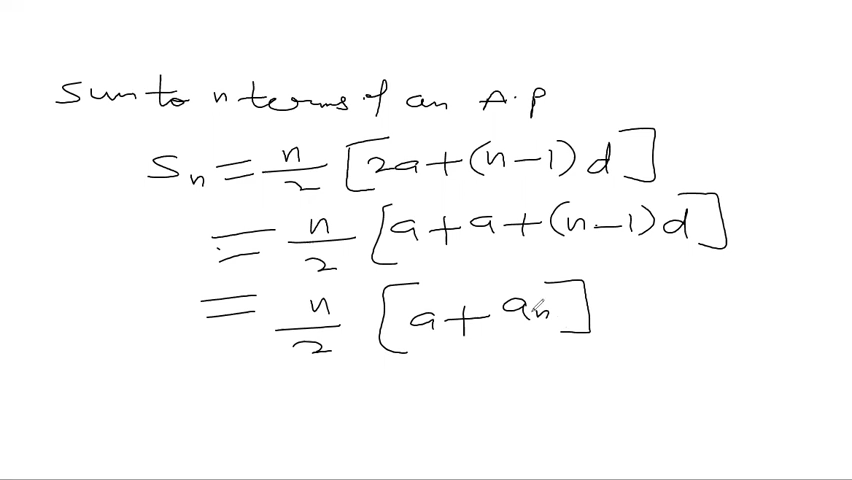 Sum to n terms of an A.P
Sn = n/2 [2a+(n-1)d]
= n/2 [a+a+(n-1)d]
= n/2 [a+an]